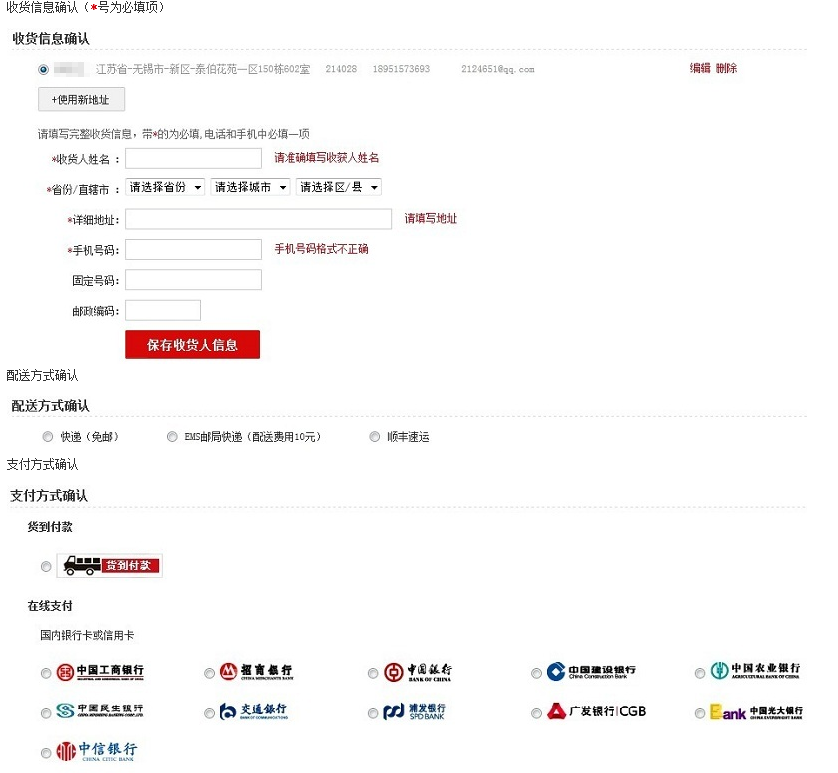 收货信息确认（*号为必填项）
收货信息确认
江苏省-无锡市-新区-泰伯花苑一区150栋602室 214028 18951573693 2124651@qq.com 编辑 删除
+使用新地址
请填写完整收货信息，带*的为必填,电话和手机中必填一项
*收货人姓名： 请准确填写收获人姓名
*省份/直辖市： 请选择省份 请选择城市 请选择区/县
*详细地址: 请填写地址
*手机号码: 手机号码格式不正确
固定号码:
邮政编码:
保存收货人信息
配送方式确认
配送方式确认
快递（免邮） EMS邮局快递（配送费用10元） 顺丰速运
支付方式确认
支付方式确认
货到付款
货到付款
在线支付
国内银行卡或信用卡
中国工商银行 招商银行 中国银行 中国建设银行 中国农业银行
INDUSTRIAL AND COMMERCIAL BANK OF CHINA CHINA MERCHANTS BANK BANK OF CHINA China Construction Bank AGRICULTURAL BANK OF CHINA
中国民生银行 交通银行 浦发银行 广发银行|CGB Bank 中国光大银行
CHINA MINSHENG BANKING CORP.,LTD. BANK OF COMMUNICATIONS SPD BANK CHINA EVERBRIGHT BANK
中信银行
CHINA CITIC BANK